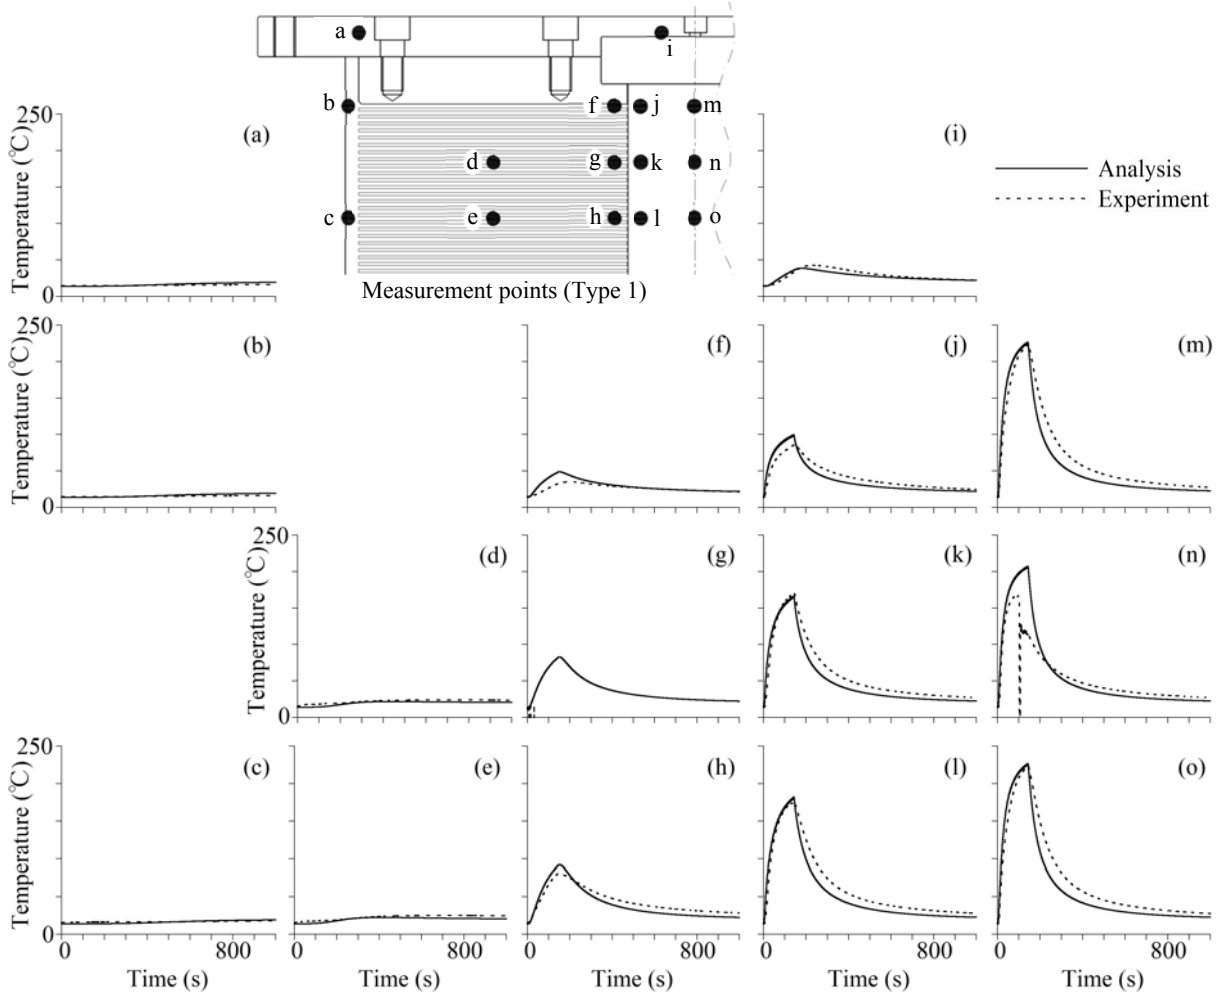 a
i
b
f
j
m
d
g
k
n
c
e
h
l
o
Measurement points (Type 1)
Analysis
Experiment
250
(a)
Temperature (℃)
0
(i)
250
(b)
Temperature (℃)
0
(f)
(j)
(m)
250
(d)
Temperature (℃)
0
(g)
(k)
(n)
250
(c)
Temperature (℃)
0
(e)
(h)
(l)
(o)
0 800
0 800
0 800
0 800
0 800
Time (s)
Time (s)
Time (s)
Time (s)
Time (s)